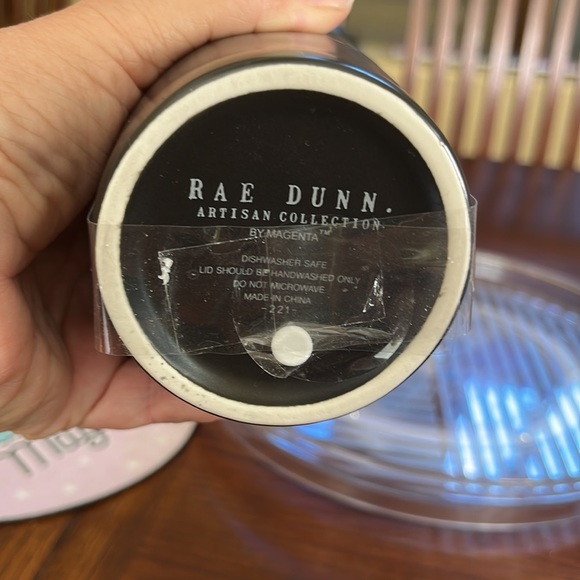 RAE DUNN.
ARTISAN COLLECTION
BY MAGENTA™
DISHWASHER SAFE
LID SHOULD BE HANDWASHED ONLY
DO NOT MICROWAVE
MADE IN CHINA
-221-